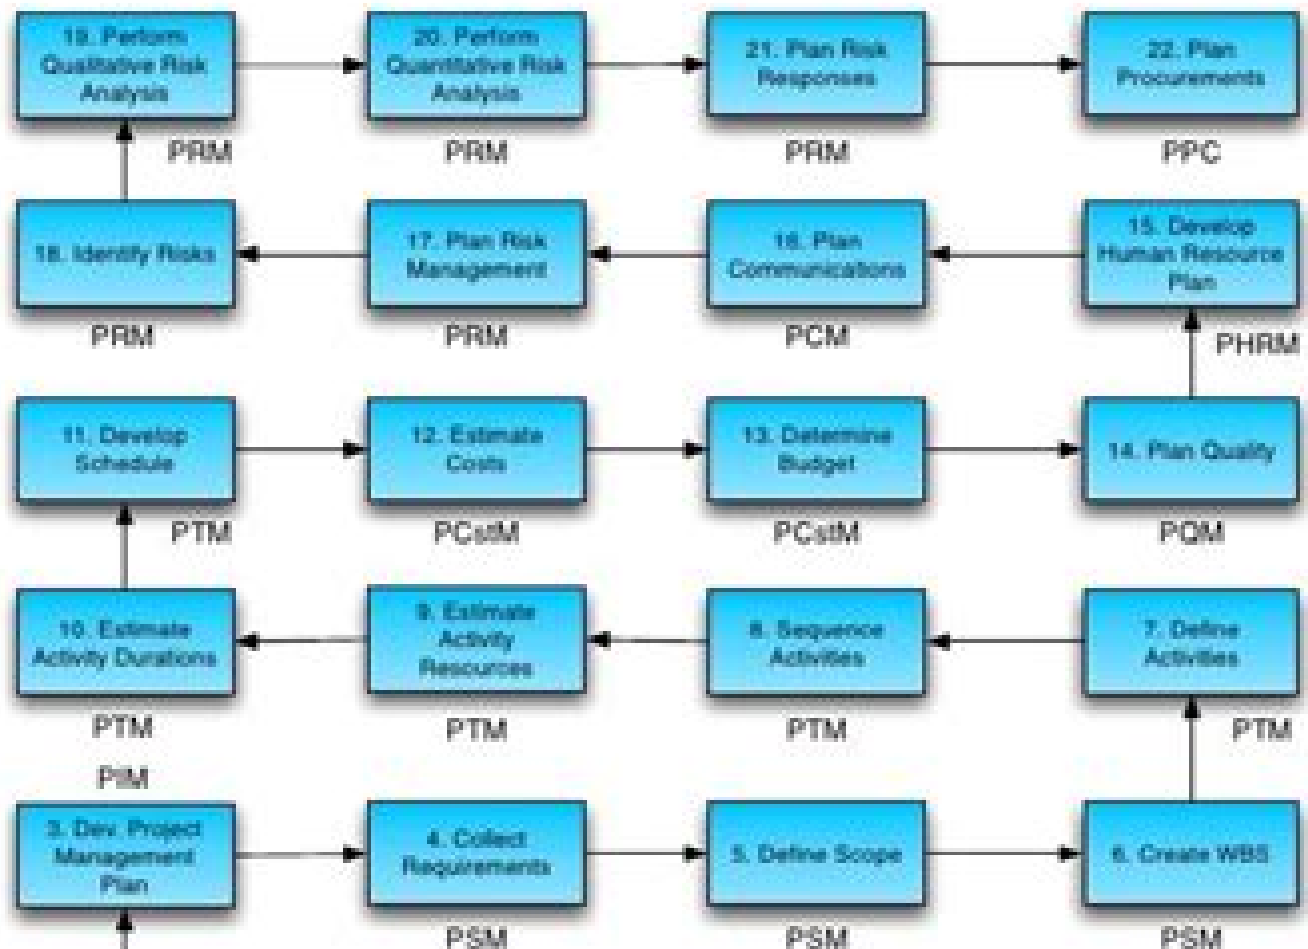 19. Perform
Qualitative Risk
Analysis
20. Perform
Quantitative Risk
Analysis
21. Plan Risk
Responses
22. Plan
Procurements
PRM
PRM
PRM
PPC
18. Identify Risks
17. Plan Risk
Management
16. Plan
Communications
15. Develop
Human Resource
Plan
PRM
PRM
PCM
PHRM
11. Develop
Schedule
12. Estimate
Costs
13. Determine
Budget
14. Plan Quality
PTM
PCstM
PCstM
PQM
10. Estimate
Activity Durations
9. Estimate
Activity
Resources
8. Sequence
Activities
7. Define
Activities
PTM
PTM
PTM
PTM
PIM
3. Dev. Project
Management
Plan
4. Collect
Requirements
5. Define Scope
6. Create WBS
PSM
PSM
PSM